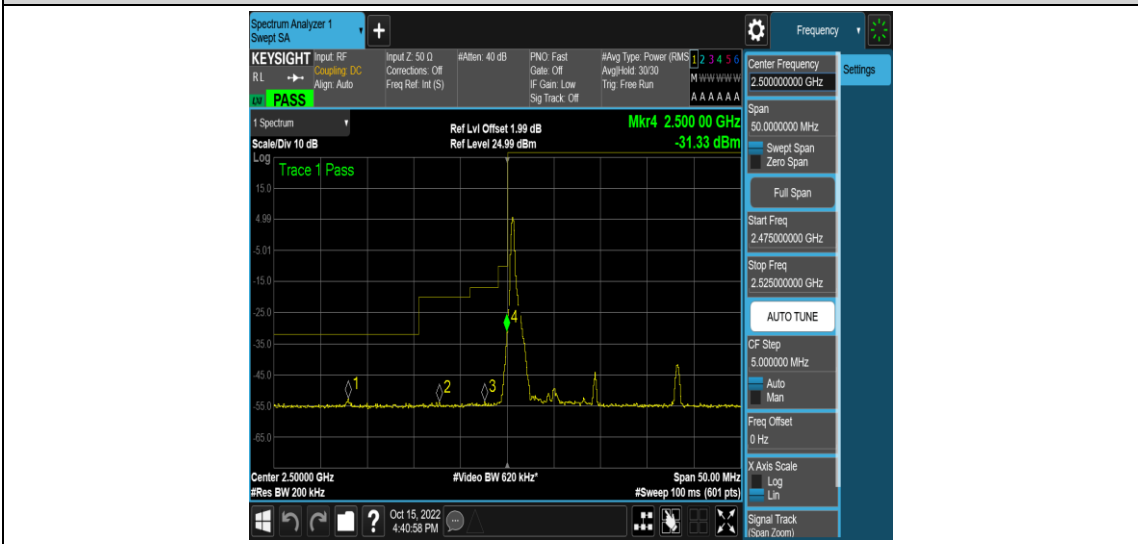 Spectrum Analyzer 1
Swept SA
Frequency
KEYSIGHT
RL
PASS
Input: RF
Coupling: DC
Align: Auto
Input Z: 50 Ω
Corrections: Off
Freq Ref: Int (S)
#Atten: 40 dB
PNO: Fast
Gate: Off
IF Gain: Low
Sig Track: Off
#Avg Type: Power (RMS
Avg|Hold: 30/30
Trig: Free Run
1 2 3 4 5 6
M W W W W W
A A A A A A
1 Spectrum
Scale/Div 10 dB
Ref Lvl Offset 1.99 dB
Ref Level 24.99 dBm
Mkr4 2.500 00 GHz
-31.33 dBm
Log
Trace 1 Pass
15.0
4.99
-5.01
-15.0
-25.0
-35.0
-45.0
-55.0
-65.0
1
2
3
4
Center 2.50000 GHz
#Video BW 620 kHz*
Span 50.00 MHz
#Res BW 200 kHz
#Sweep 100 ms (601 pts)
Center Frequency
2.500000000 GHz
Settings
Span
50.0000000 MHz
Swept Span
Zero Span
Full Span
Start Freq
2.475000000 GHz
Stop Freq
2.525000000 GHz
AUTO TUNE
CF Step
5.000000 MHz
Auto
Man
Freq Offset
0 Hz
X Axis Scale
Log
Lin
Signal Track
(Span Zoom)
?
Oct 15, 2022
4:40:58 PM